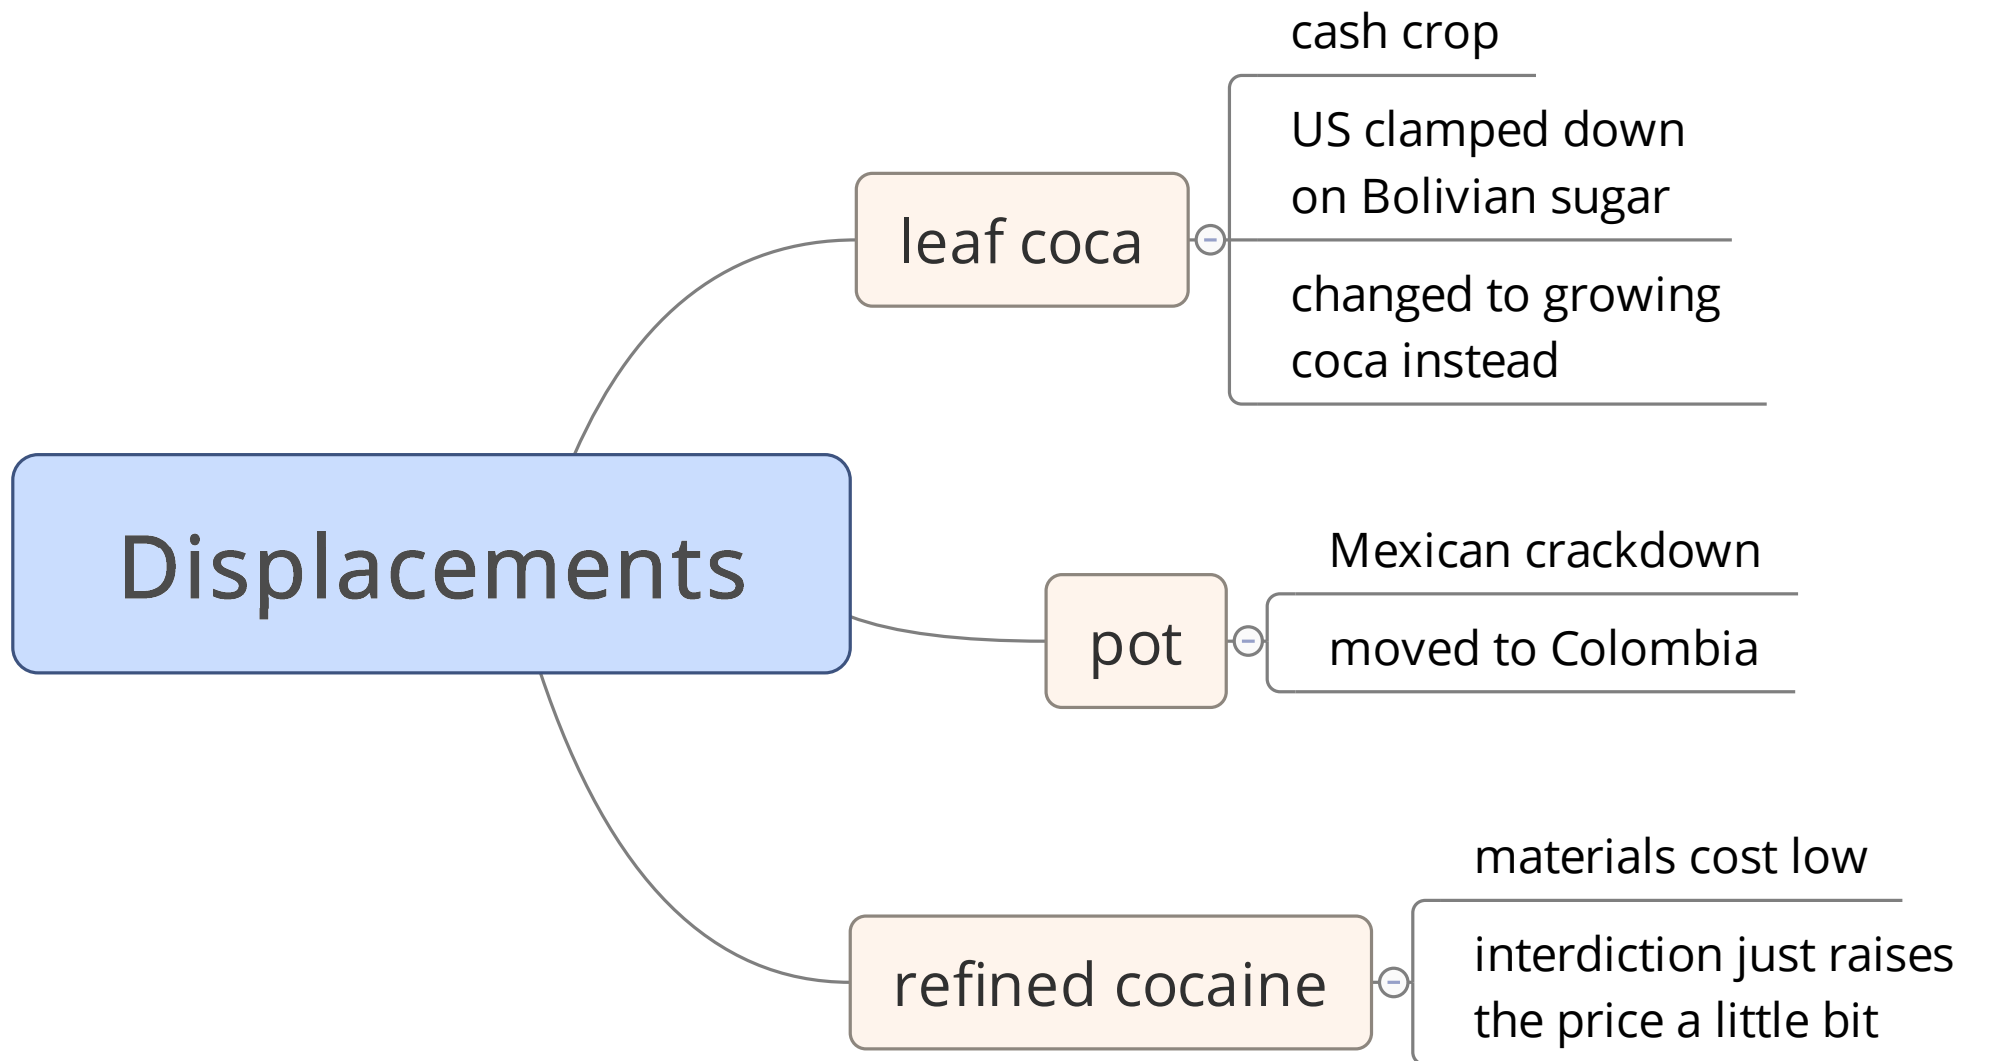 Displacements
leaf coca
cash crop
US clamped down
on Bolivian sugar
changed to growing
coca instead
pot
Mexican crackdown
moved to Colombia
refined cocaine
materials cost low
interdiction just raises
the price a little bit